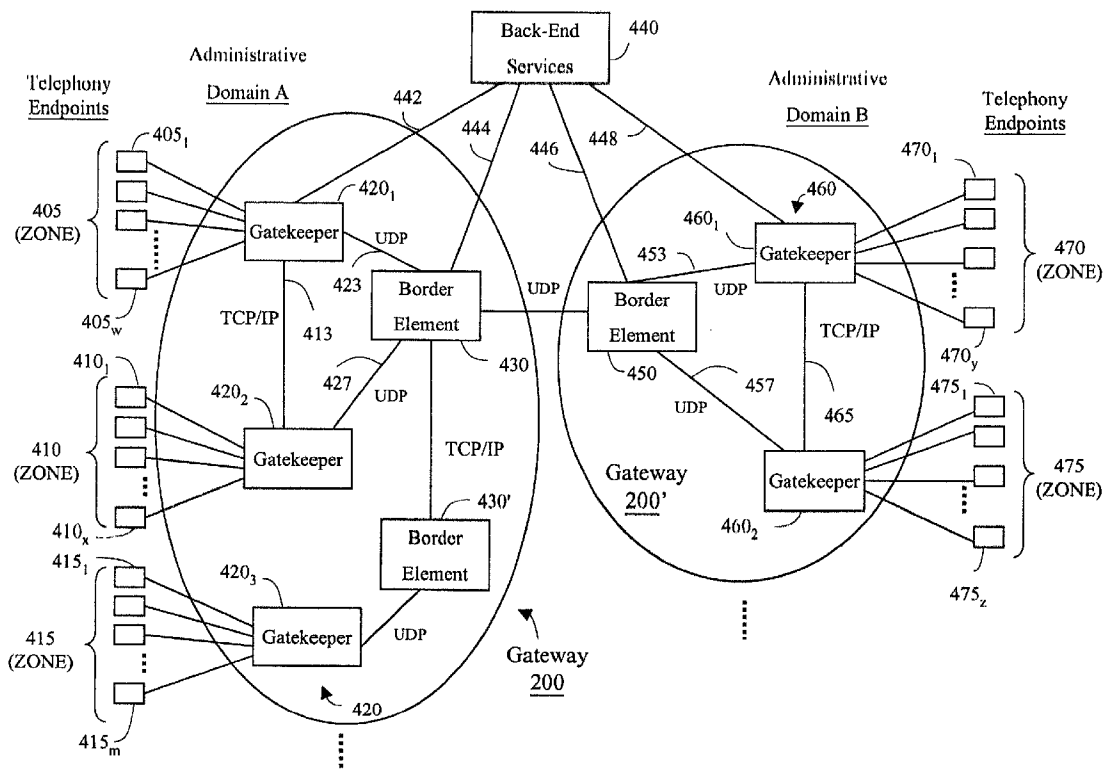 Back-End
Services
440
Administrative
Domain A
Administrative
Domain B
Telephony
Endpoints
Telephony
Endpoints
442
444
446
448
405₁
405
(ZONE)
405w
420₁
Gatekeeper
UDP
423
Border
Element
430
TCP/IP
413
427
UDP
UDP
410₁
410
(ZONE)
410x
420₂
Gatekeeper
TCP/IP
430'
Border
Element
415₁
415
(ZONE)
415m
420₃
Gatekeeper
UDP
420
Gateway
200
460
460₁
Gatekeeper
453
UDP
Border
Element
450
457
UDP
TCP/IP
465
Gateway
200'
Gatekeeper
460₂
470₁
470
(ZONE)
470y
475₁
475
(ZONE)
475z